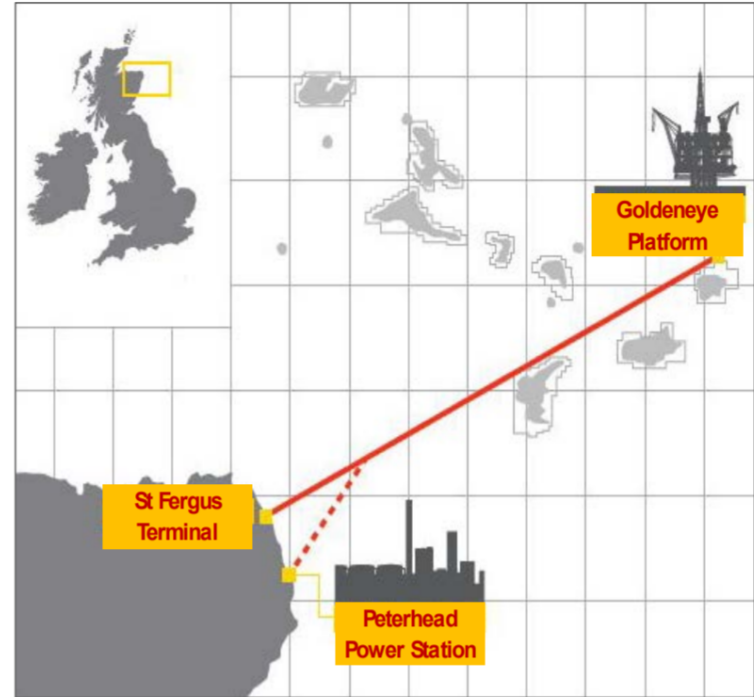 Goldeneye
Platform
St Fergus
Terminal
Peterhead
Power Station